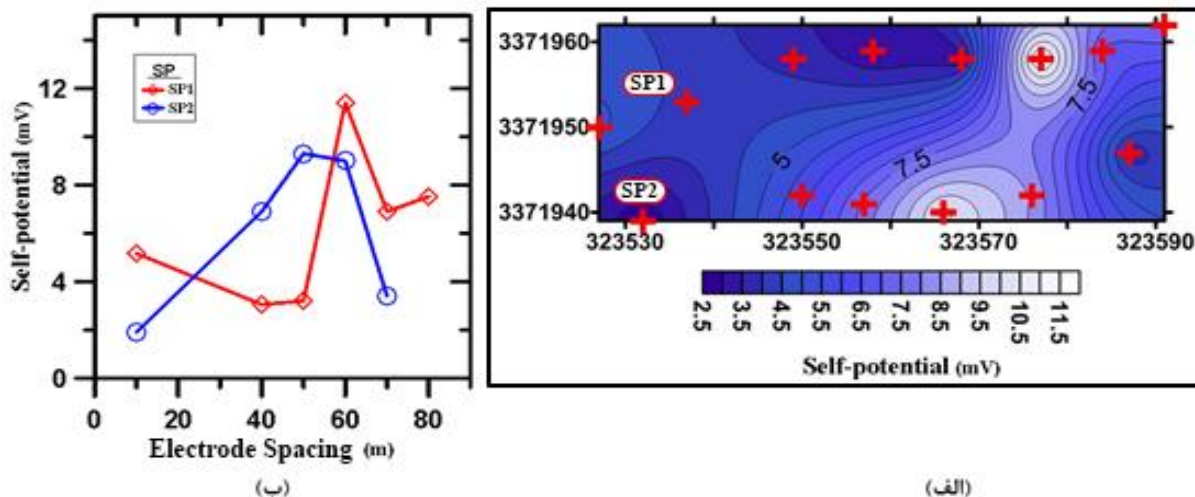 Self-potential (mV)
12
8
4
0
SP
SP1
SP2
0 20 40 60 80
Electrode Spacing (m)
(ب)
3371960
3371950
3371940
SP1
SP2
5
7.5
7.5
323530 323550 323570 323590
2.5 3.5 4.5 5.5 6.5 7.5 8.5 9.5 10.5 11.5
Self-potential (mV)
(الف)